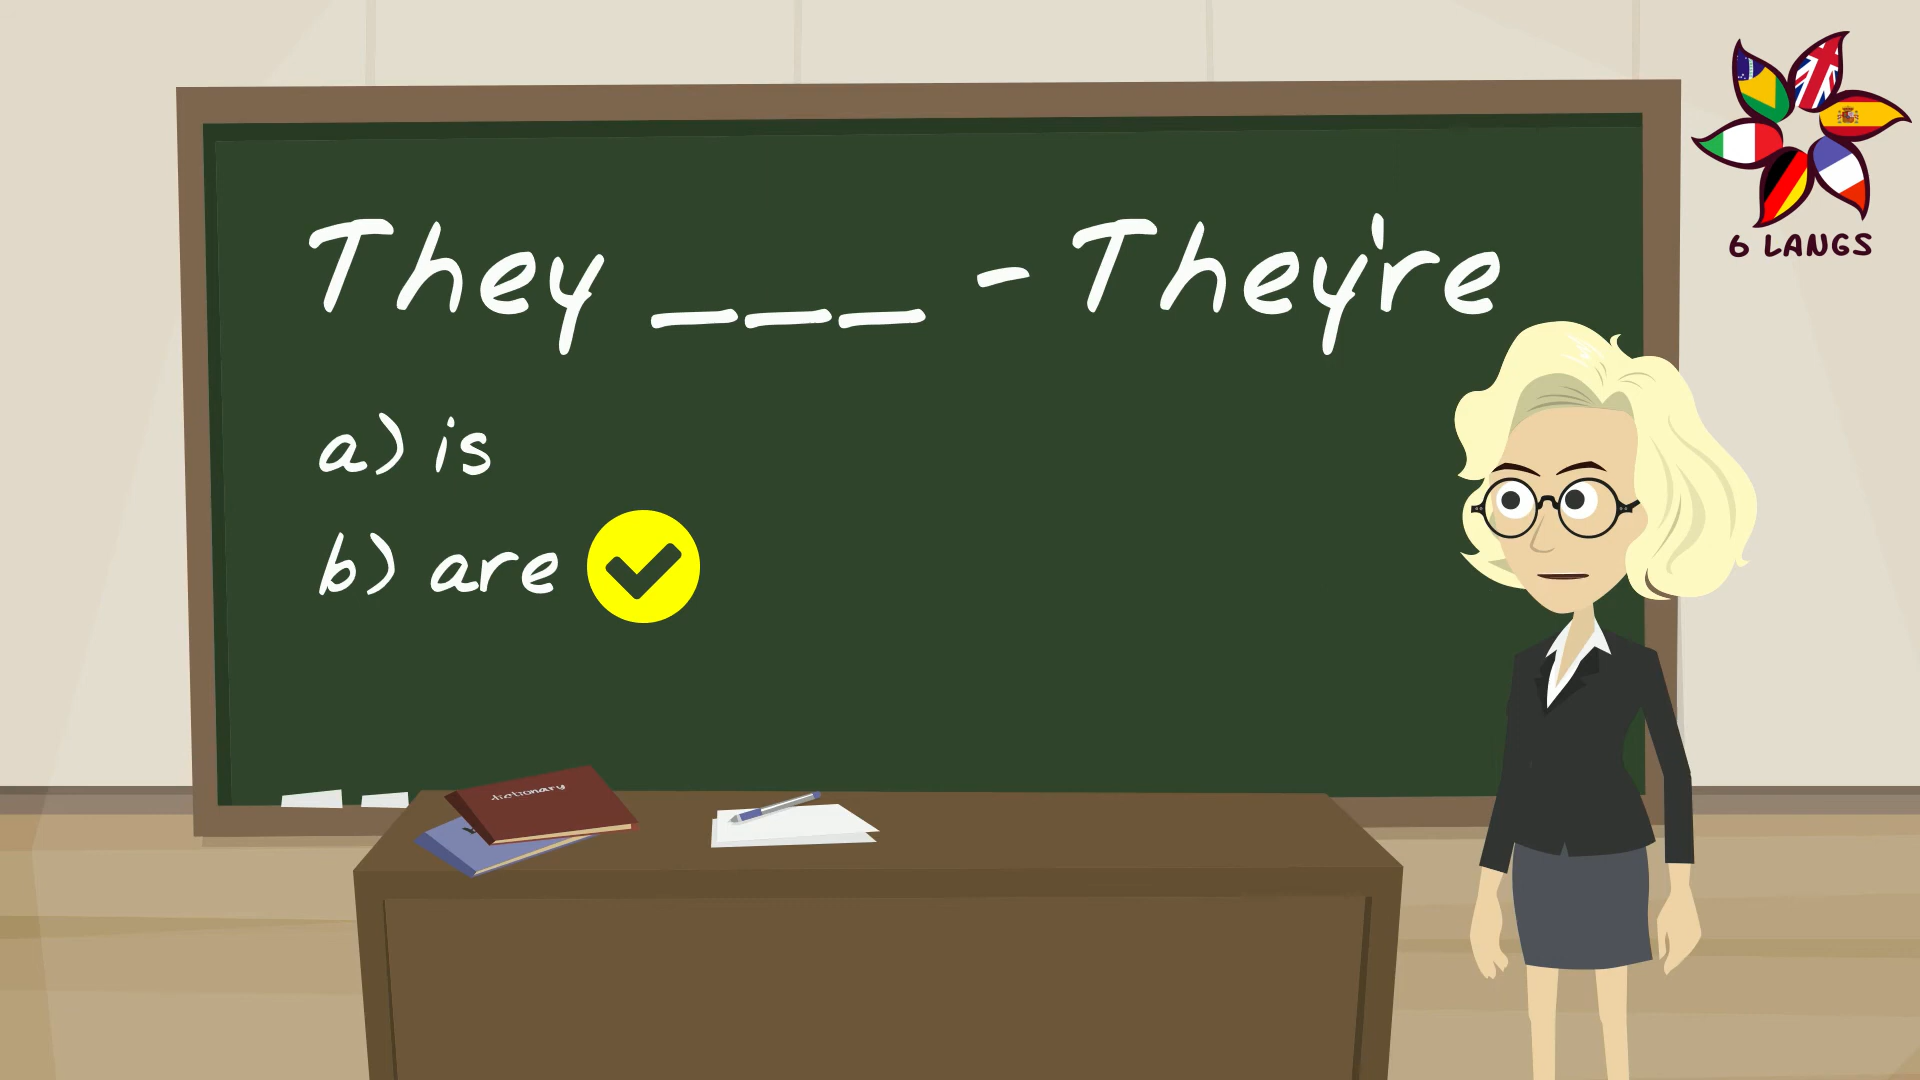 They ___ - They're
a) is
b) are
dictionary
6 LANGS